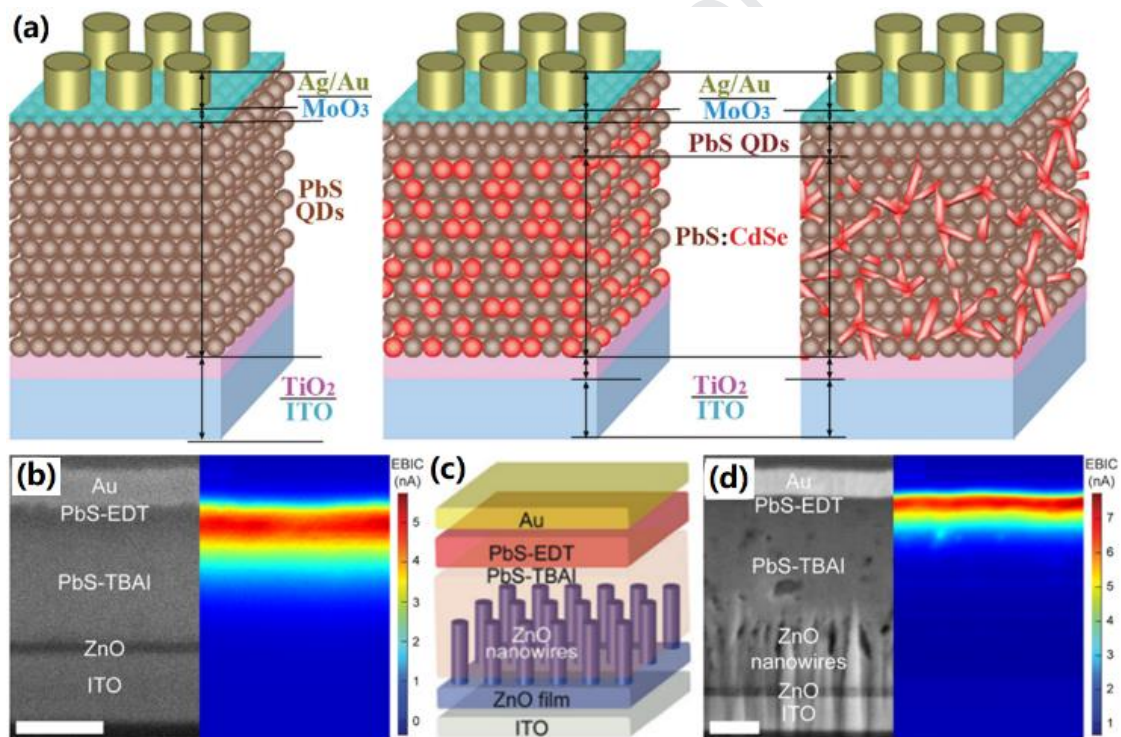 (a)
Ag/Au
MoO3
PbS
QDs
TiO2
ITO
Ag/Au
MoO3
PbS QDs
PbS:CdSe
TiO2
ITO
(b)
Au
PbS-EDT
PbS-TBAI
ZnO
ITO
EBIC
(nA)
5
4
3
2
1
0
(c)
Au
PbS-EDT
PbS-TBAI
ZnO
nanowires
ZnO film
ITO
(d)
Au
PbS-EDT
PbS-TBAI
ZnO
nanowires
ZnO
ITO
EBIC
(nA)
7
6
5
4
3
2
1